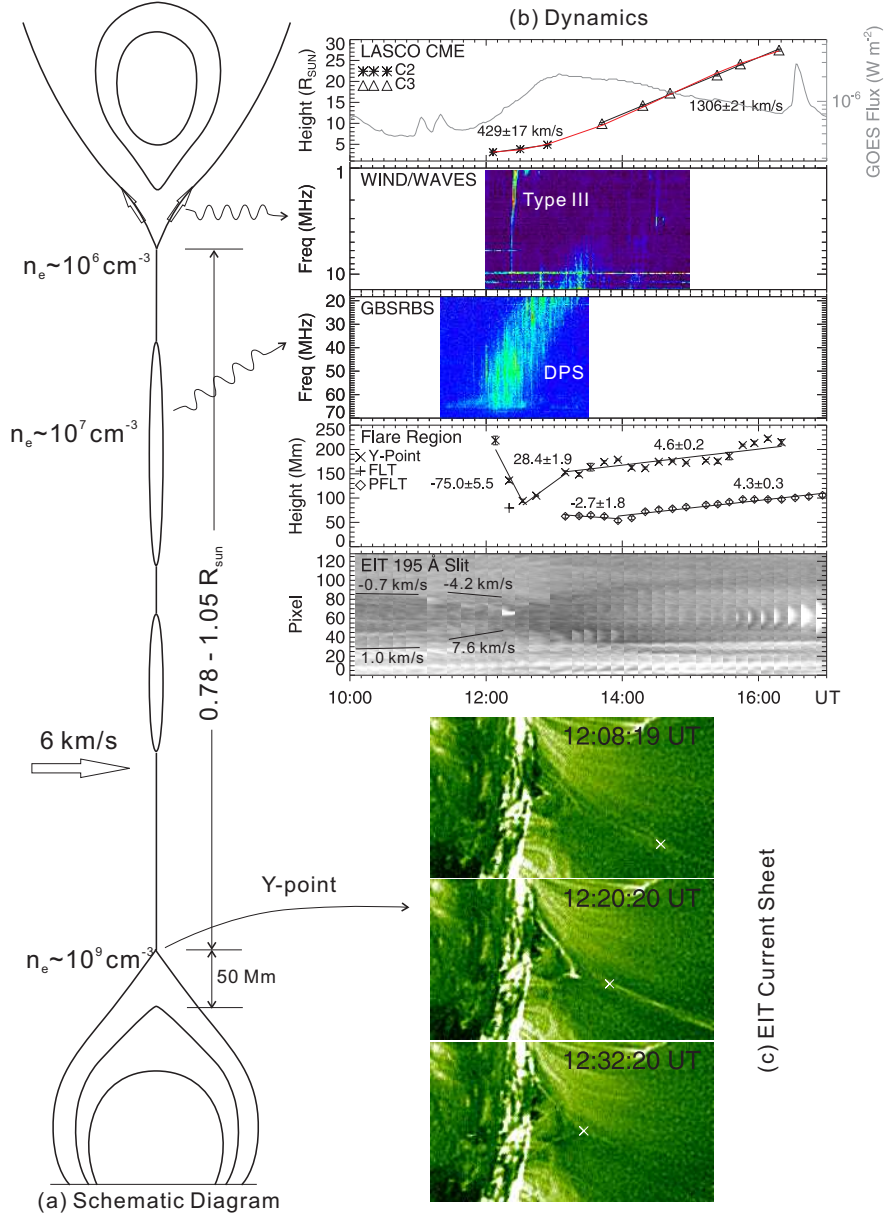 (b) Dynamics
LASCO CME
C2
C3
429±17 km/s
1306±21 km/s
30
25
20
15
10
5
Height (R_SUN)
10^-6
GOES Flux (W m^-2)
WIND/WAVES
Type III
1
10
Freq (MHz)
GBSRBS
DPS
20
30
40
50
60
70
Freq (MHz)
Flare Region
Y-Point
FLT
PFLT
-75.0±5.5
28.4±1.9
4.6±0.2
-2.7±1.8
4.3±0.3
250
200
150
100
50
0
Height (Mm)
EIT 195 Å Slit
-0.7 km/s
-4.2 km/s
1.0 km/s
7.6 km/s
120
100
80
60
40
20
0
Pixel
10:00
12:00
14:00
16:00
UT
n_e~10^6 cm^-3
n_e~10^7 cm^-3
0.78 - 1.05 R_sun
6 km/s
Y-point
n_e~10^9 cm^-3
50 Mm
(a) Schematic Diagram
12:08:19 UT
12:20:20 UT
12:32:20 UT
(c) EIT Current Sheet